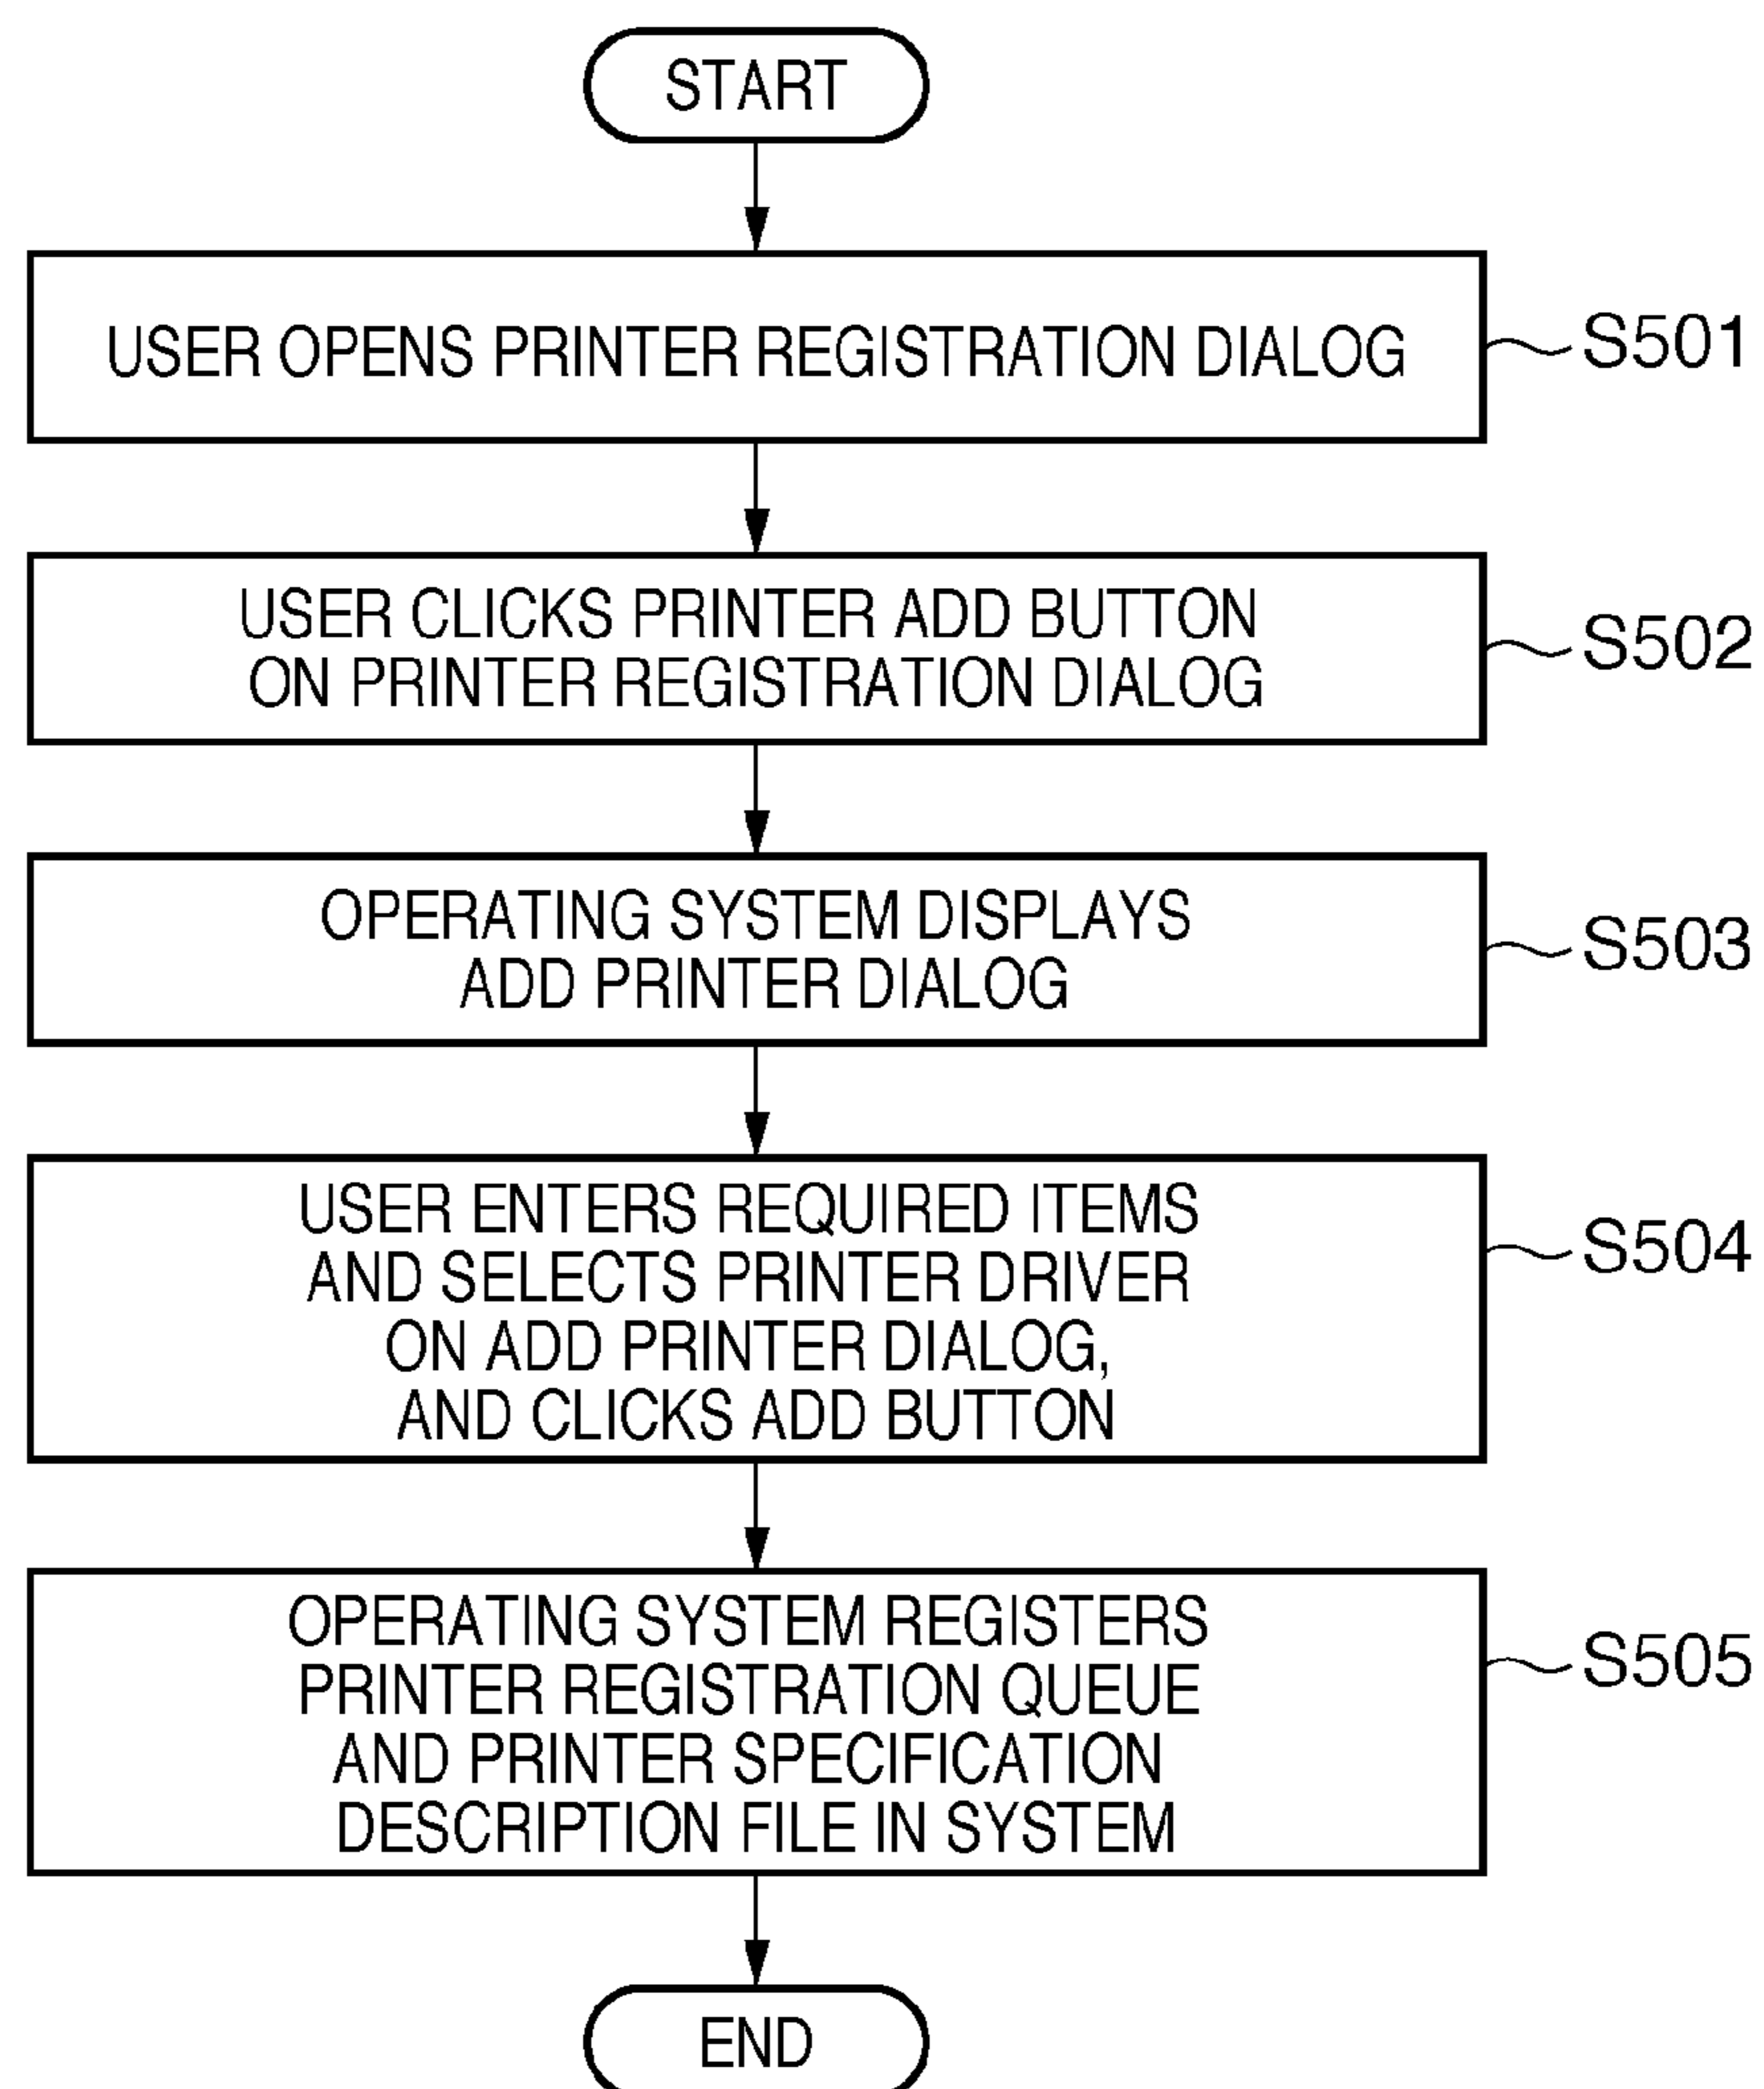 START
USER OPENS PRINTER REGISTRATION DIALOG
S501
USER CLICKS PRINTER ADD BUTTON
ON PRINTER REGISTRATION DIALOG
S502
OPERATING SYSTEM DISPLAYS
ADD PRINTER DIALOG
S503
USER ENTERS REQUIRED ITEMS
AND SELECTS PRINTER DRIVER
ON ADD PRINTER DIALOG,
AND CLICKS ADD BUTTON
S504
OPERATING SYSTEM REGISTERS
PRINTER REGISTRATION QUEUE
AND PRINTER SPECIFICATION
DESCRIPTION FILE IN SYSTEM
S505
END